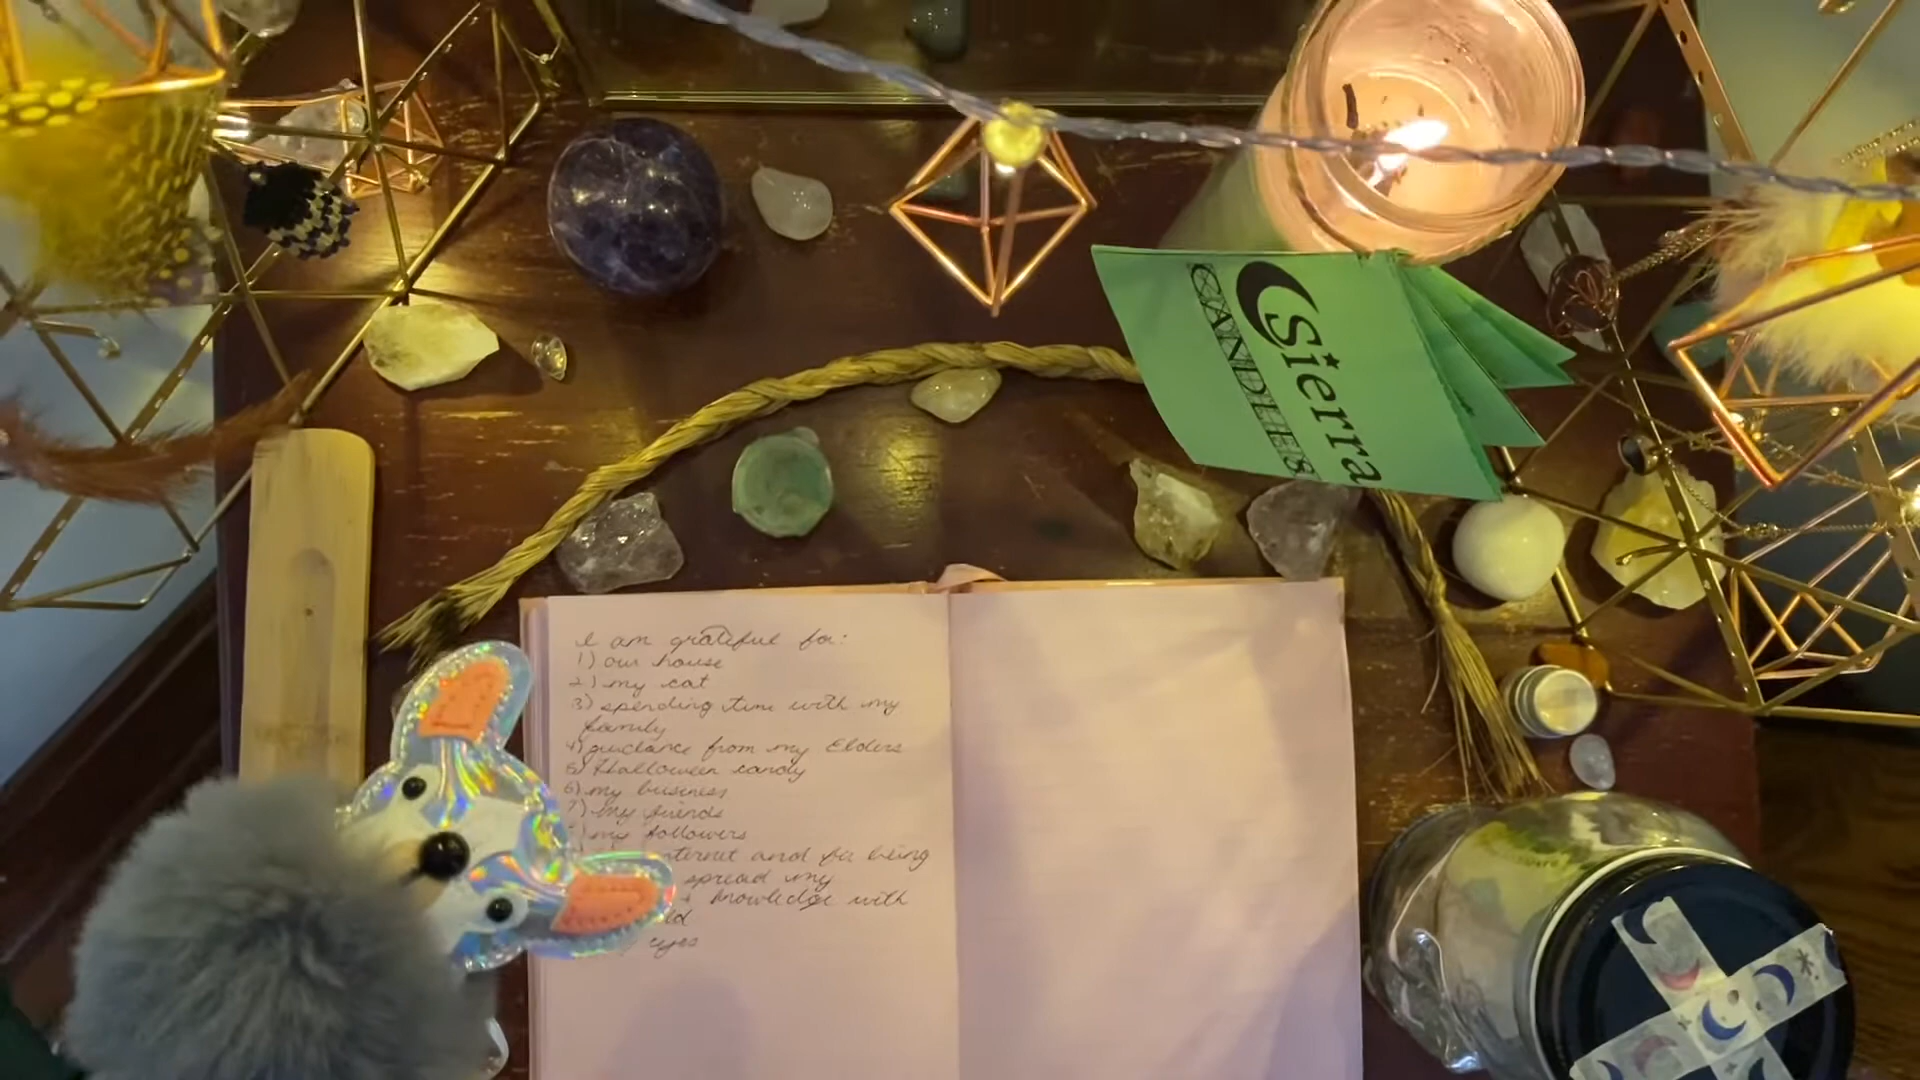 Sierra
CANDLES
I am grateful for:
1) our house
2) my cat
3) spending time with my
family
4) guidance from my Elders
5) Halloween candy
6) my business
7) my friends
) my followers
nternet and for being
spread my
knowledge with
ld
eyes